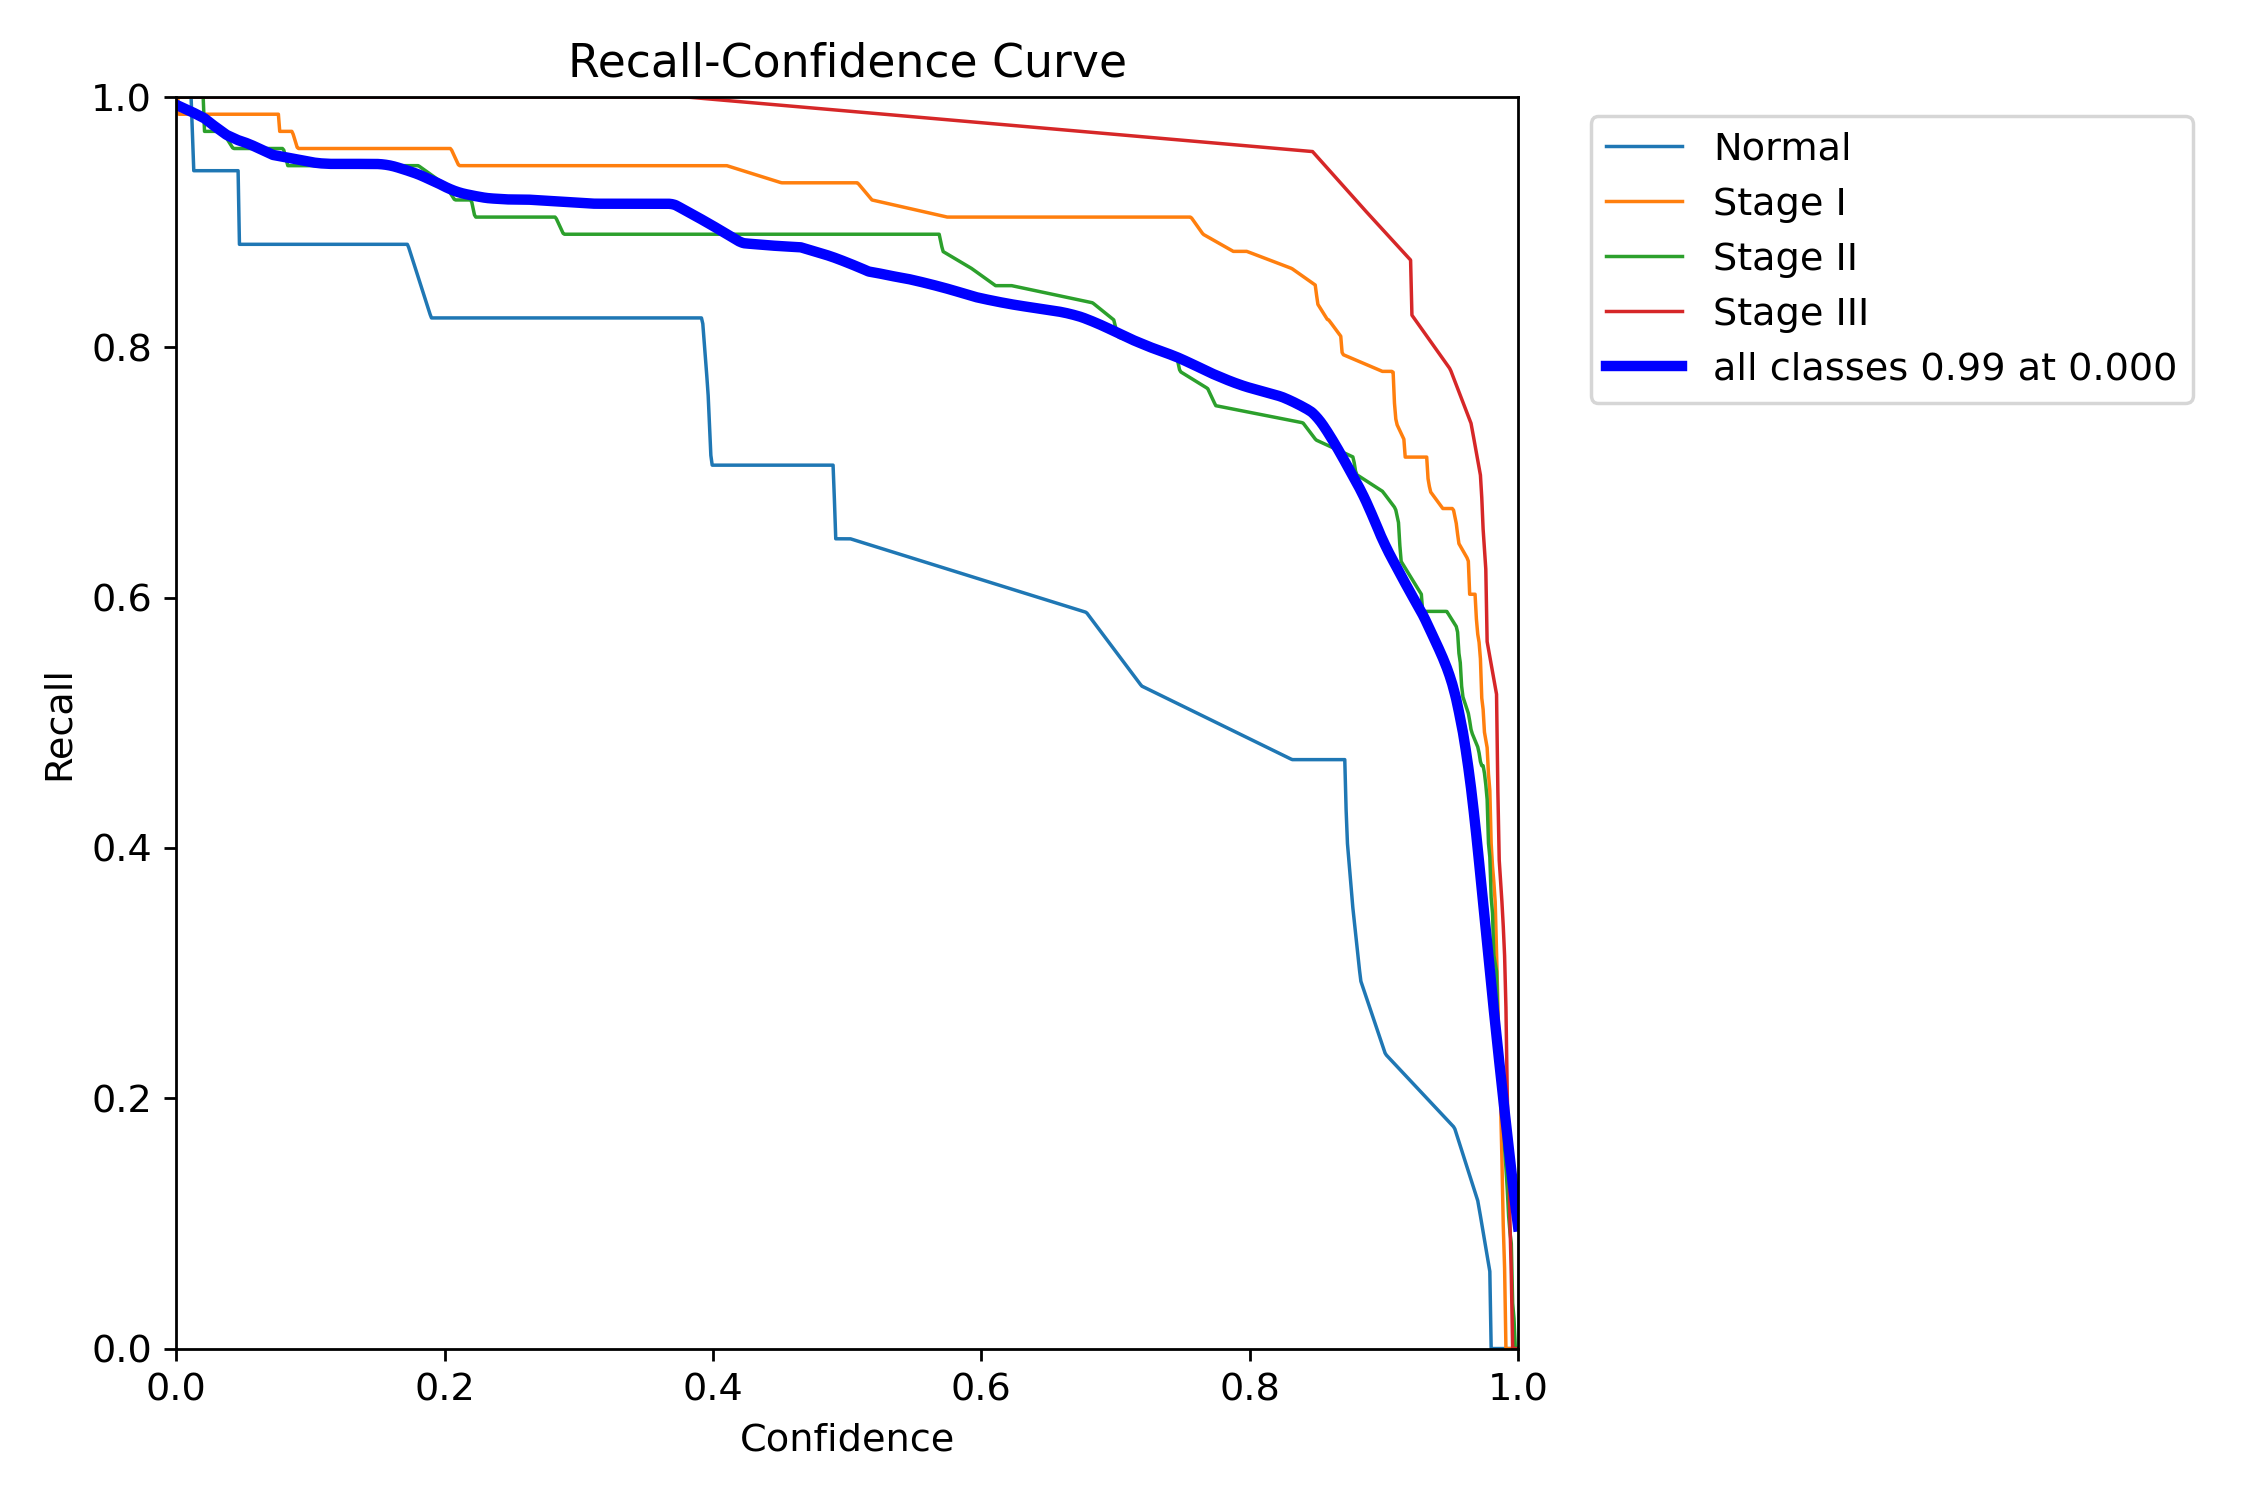 Recall-Confidence Curve
1.0
0.8
0.6
0.4
0.2
0.0
Recall
0.0 0.2 0.4 0.6 0.8 1.0
Confidence
Normal
Stage I
Stage II
Stage III
all classes 0.99 at 0.000